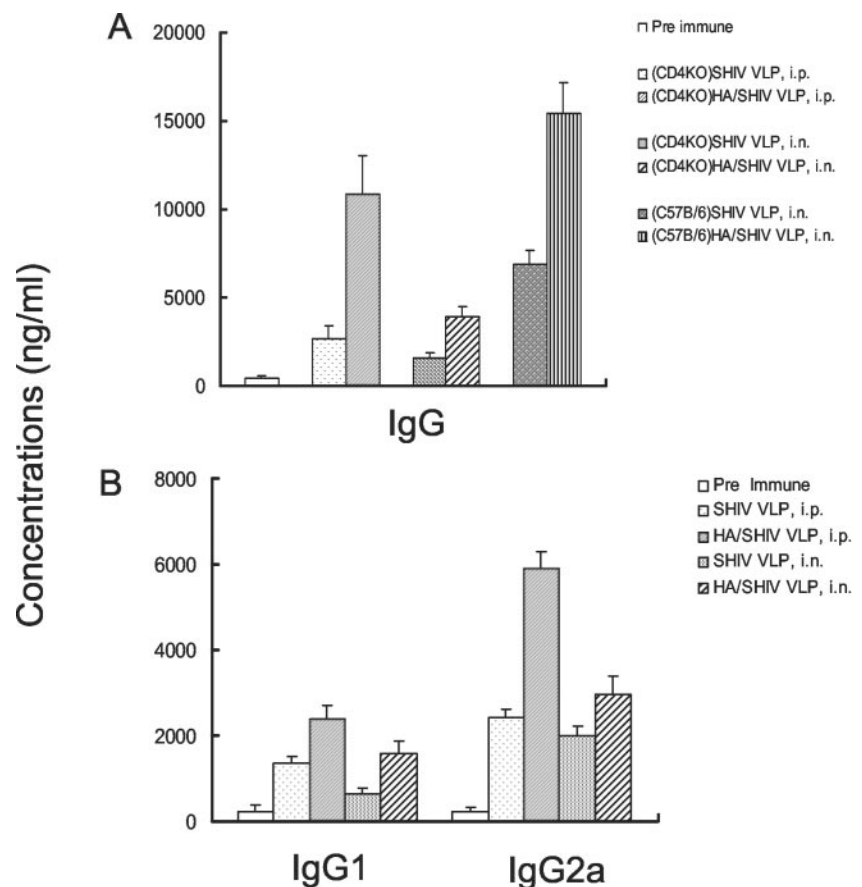 A
20000
15000
10000
5000
0
IgG
Pre immune
(CD4KO)SHIV VLP, i.p.
(CD4KO)HA/SHIV VLP, i.p.
(CD4KO)SHIV VLP, i.n.
(CD4KO)HA/SHIV VLP, i.n.
(C57B/6)SHIV VLP, i.n.
(C57B/6)HA/SHIV VLP, i.n.
Concentrations (ng/ml)
B
8000
6000
4000
2000
0
IgG1 IgG2a
Pre Immune
SHIV VLP, i.p.
HA/SHIV VLP, i.p.
SHIV VLP, i.n.
HA/SHIV VLP, i.n.